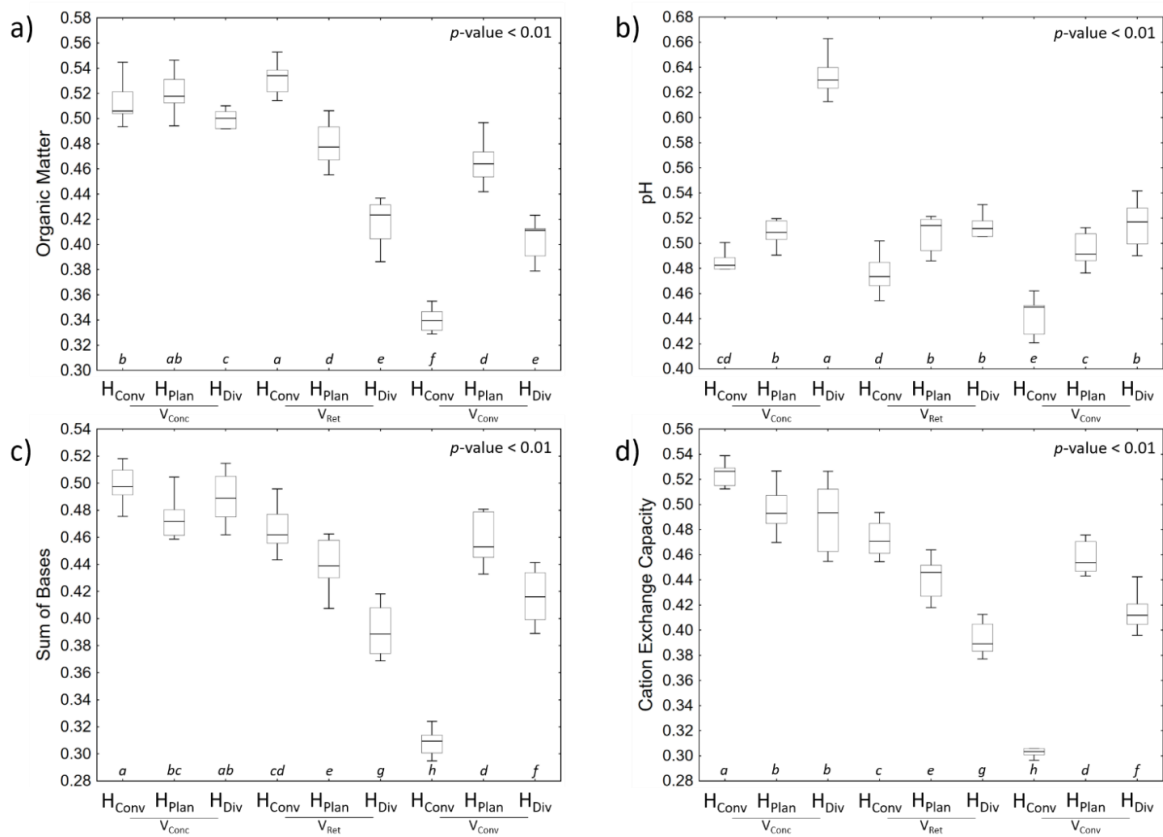 a)
p-value < 0.01
Organic Matter
0.58
0.56
0.54
0.52
0.50
0.48
0.46
0.44
0.42
0.40
0.38
0.36
0.34
0.32
0.30
b ab c a d e f d e
HConv HPlan HDiv HConv HPlan HDiv HConv HPlan HDiv
VConc VRet VConv
b)
p-value < 0.01
pH
0.68
0.66
0.64
0.62
0.60
0.58
0.56
0.54
0.52
0.50
0.48
0.46
0.44
0.42
0.40
cd b a d b b e c b
HConv HPlan HDiv HConv HPlan HDiv HConv HPlan HDiv
VConc VRet VConv
c)
p-value < 0.01
Sum of Bases
0.54
0.52
0.50
0.48
0.46
0.44
0.42
0.40
0.38
0.36
0.34
0.32
0.30
0.28
a bc ab cd e g h d f
HConv HPlan HDiv HConv HPlan HDiv HConv HPlan HDiv
VConc VRet VConv
d)
p-value < 0.01
Cation Exchange Capacity
0.56
0.54
0.52
0.50
0.48
0.46
0.44
0.42
0.40
0.38
0.36
0.34
0.32
0.30
0.28
a b b c e g h d f
HConv HPlan HDiv HConv HPlan HDiv HConv HPlan HDiv
VConc VRet VConv